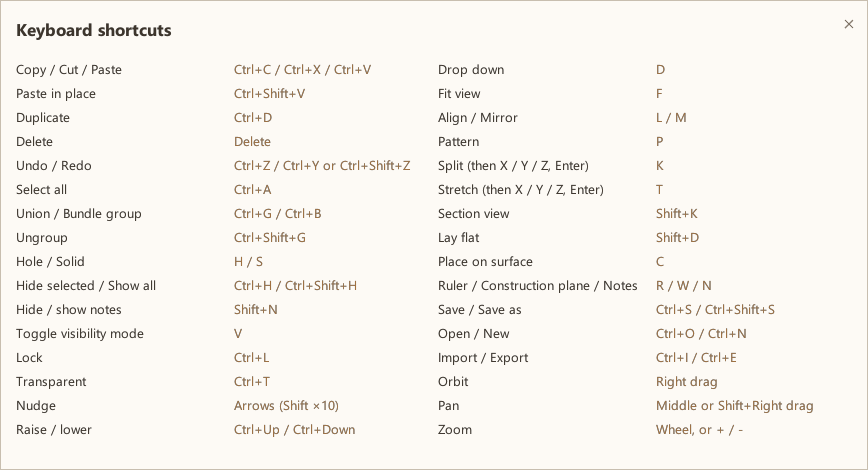 Keyboard shortcuts ×
Copy / Cut / Paste Ctrl+C / Ctrl+X / Ctrl+V
Paste in place Ctrl+Shift+V
Duplicate Ctrl+D
Delete Delete
Undo / Redo Ctrl+Z / Ctrl+Y or Ctrl+Shift+Z
Select all Ctrl+A
Union / Bundle group Ctrl+G / Ctrl+B
Ungroup Ctrl+Shift+G
Hole / Solid H / S
Hide selected / Show all Ctrl+H / Ctrl+Shift+H
Hide / show notes Shift+N
Toggle visibility mode V
Lock Ctrl+L
Transparent Ctrl+T
Nudge Arrows (Shift ×10)
Raise / lower Ctrl+Up / Ctrl+Down
Drop down D
Fit view F
Align / Mirror L / M
Pattern P
Split (then X / Y / Z, Enter) K
Stretch (then X / Y / Z, Enter) T
Section view Shift+K
Lay flat Shift+D
Place on surface C
Ruler / Construction plane / Notes R / W / N
Save / Save as Ctrl+S / Ctrl+Shift+S
Open / New Ctrl+O / Ctrl+N
Import / Export Ctrl+I / Ctrl+E
Orbit Right drag
Pan Middle or Shift+Right drag
Zoom Wheel, or + / -